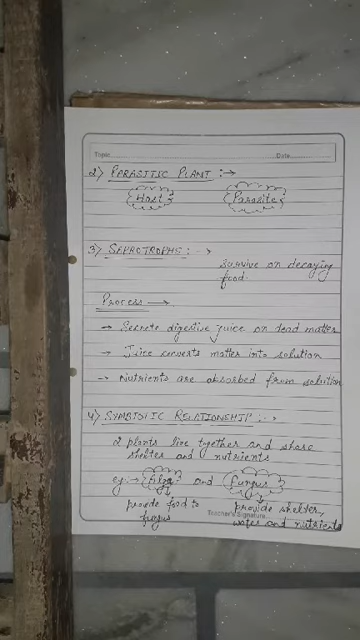 Topic
Date
2) PARASITIC PLANT :→
Host
Parasite
3) SAPROTROPHS : →
survive on decaying
food.
Process →
→ Secrete digestive juice on dead matter
→ Juice converts matter into solution
→ Nutrients are absorbed from solution
4) SYMBIOTIC RELATIONSHIP : →
2 plants live together and share
shelter and nutrients
eg:→ Algae and Fungus
provide food to fungus
provide shelter, water and nutrients
Teacher's Signature